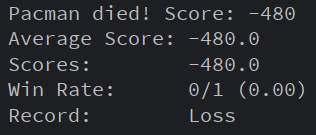 Pacman died! Score: -480
Average Score: -480.0
Scores:        -480.0
Win Rate:      0/1 (0.00)
Record:        Loss